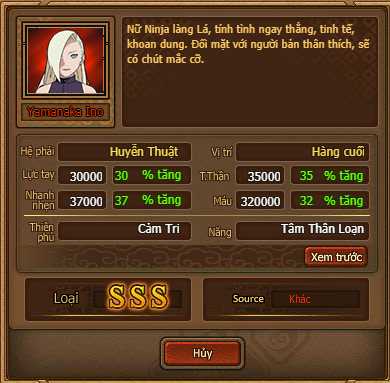 Nữ Ninja làng Lá, tính tình ngay thẳng, tinh tế,
khoan dung. Đối mặt với người bản thân thích, sẽ
có chút mắc cỡ.
Yamanaka Ino
Hệ phái Huyễn Thuật Vị trí Hàng cuối
Lực tay 30000 30 % tăng T.Thần 35000 35 % tăng
Nhanh nhẹn 37000 37 % tăng Máu 320000 32 % tăng
Thiên phú Cảm Tri Năng Tâm Thần Loạn
Xem trước
Loại SSS Source Khác
Hủy